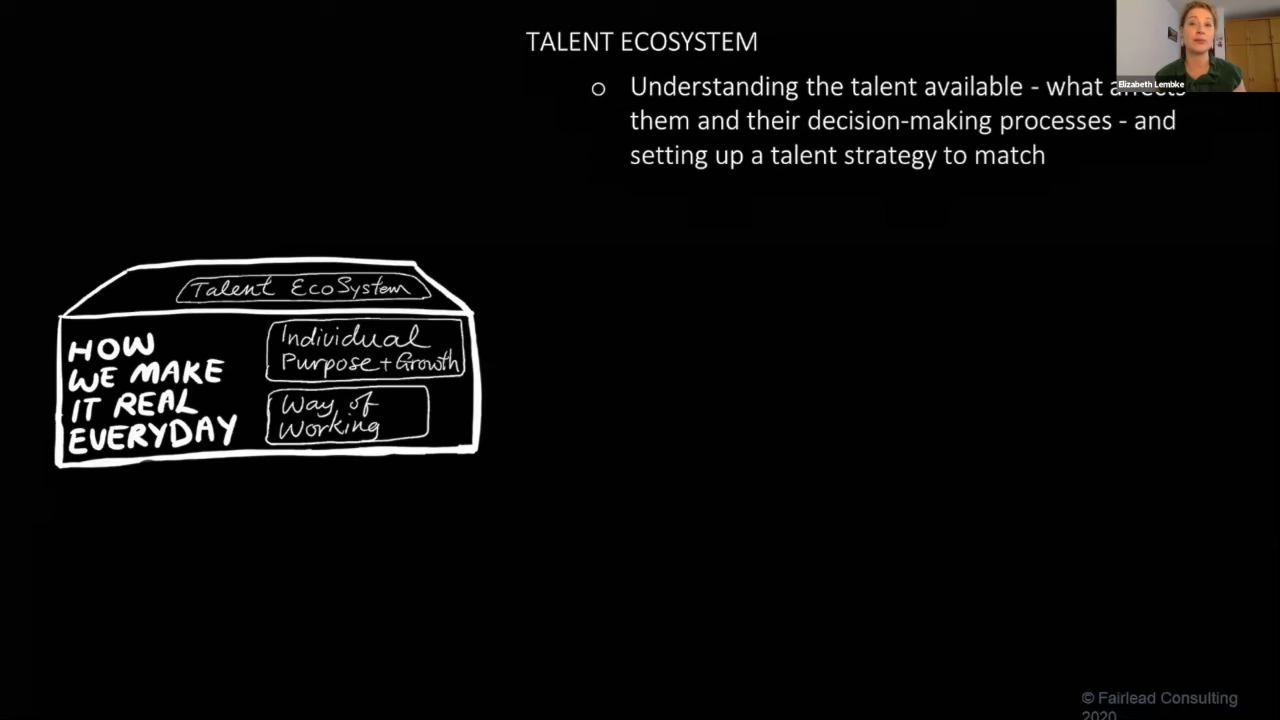 TALENT ECOSYSTEM
Elizabeth Lembke
o Understanding the talent available - what affects
them and their decision-making processes - and
setting up a talent strategy to match
Talent EcoSystem
HOW
WE MAKE
IT REAL
EVERYDAY
Individual
Purpose + Growth
Way of
Working
© Fairlead Consulting
2020